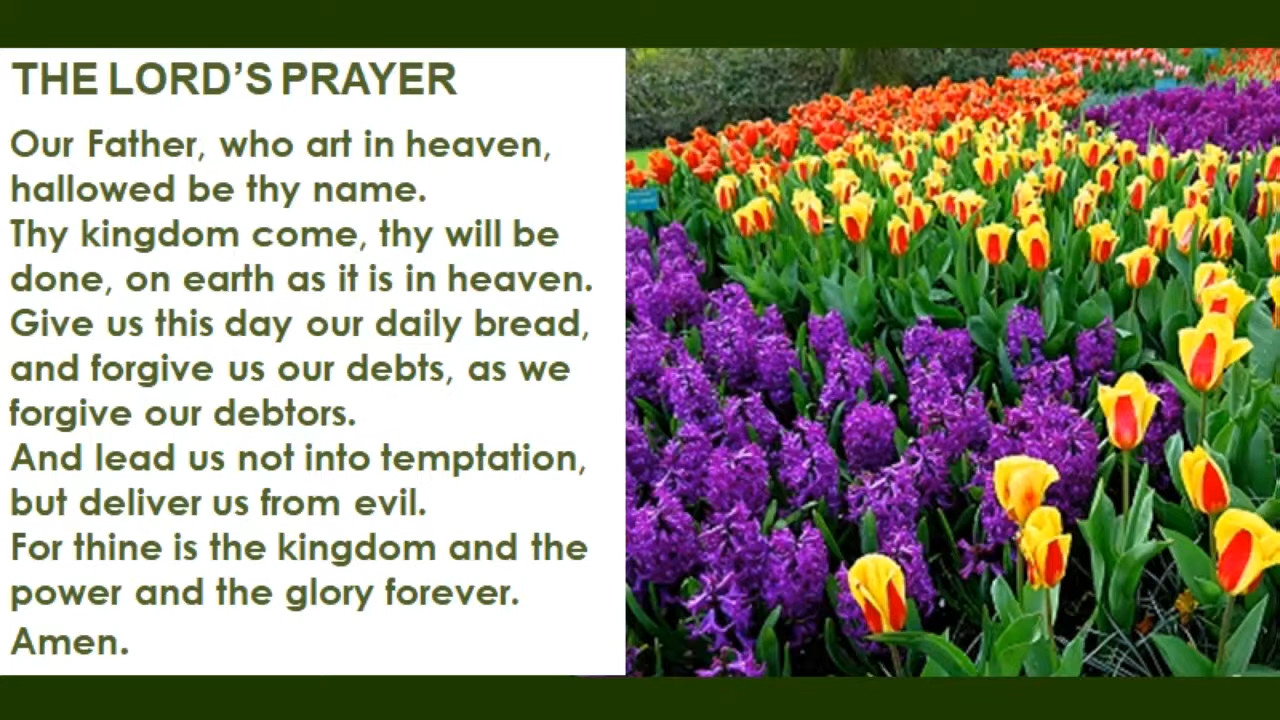 THE LORD’S PRAYER
Our Father, who art in heaven,
hallowed be thy name.
Thy kingdom come, thy will be
done, on earth as it is in heaven.
Give us this day our daily bread,
and forgive us our debts, as we
forgive our debtors.
And lead us not into temptation,
but deliver us from evil.
For thine is the kingdom and the
power and the glory forever.
Amen.